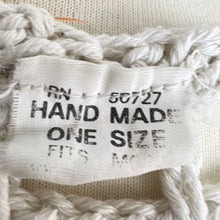 RN 56727
HAND MADE
ONE SIZE
FITS